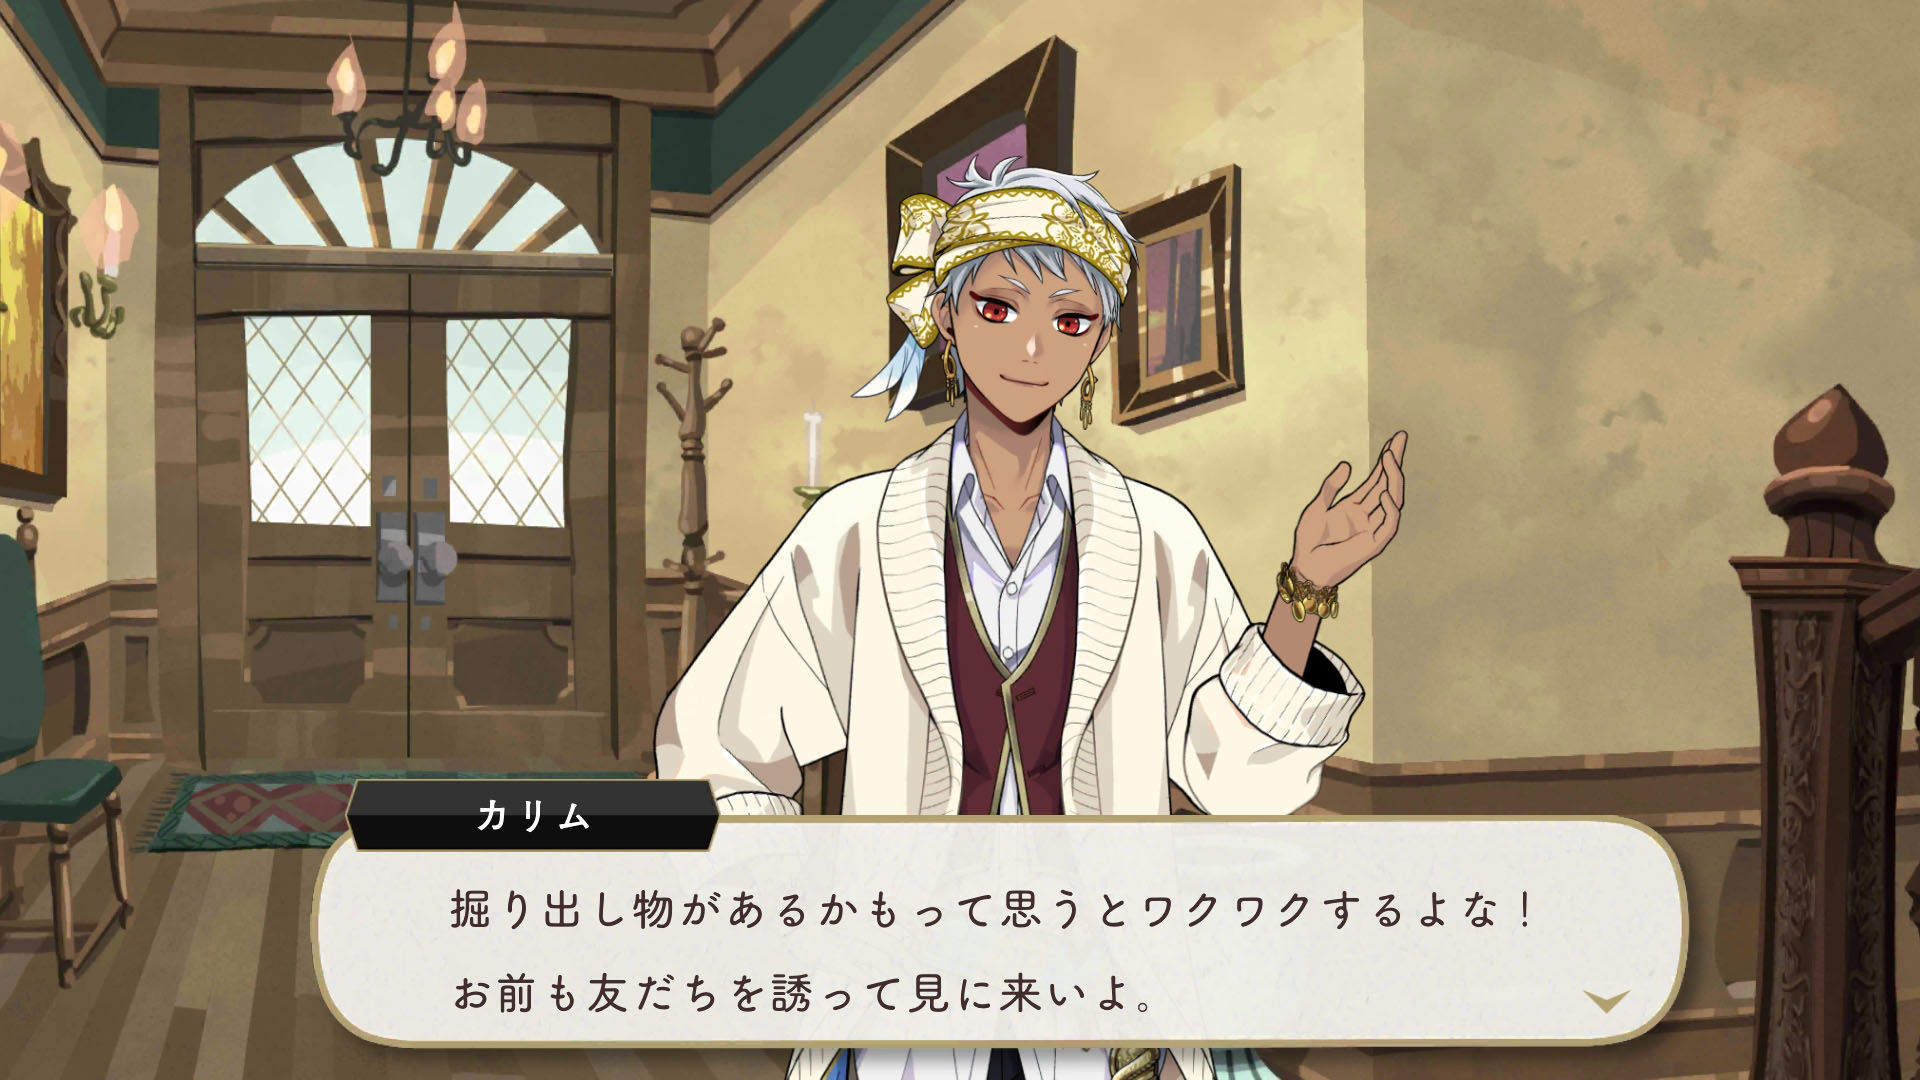 カリム
掘り出し物があるかもって思うとワクワクするよな！
お前も友だちを誘って見に来いよ。